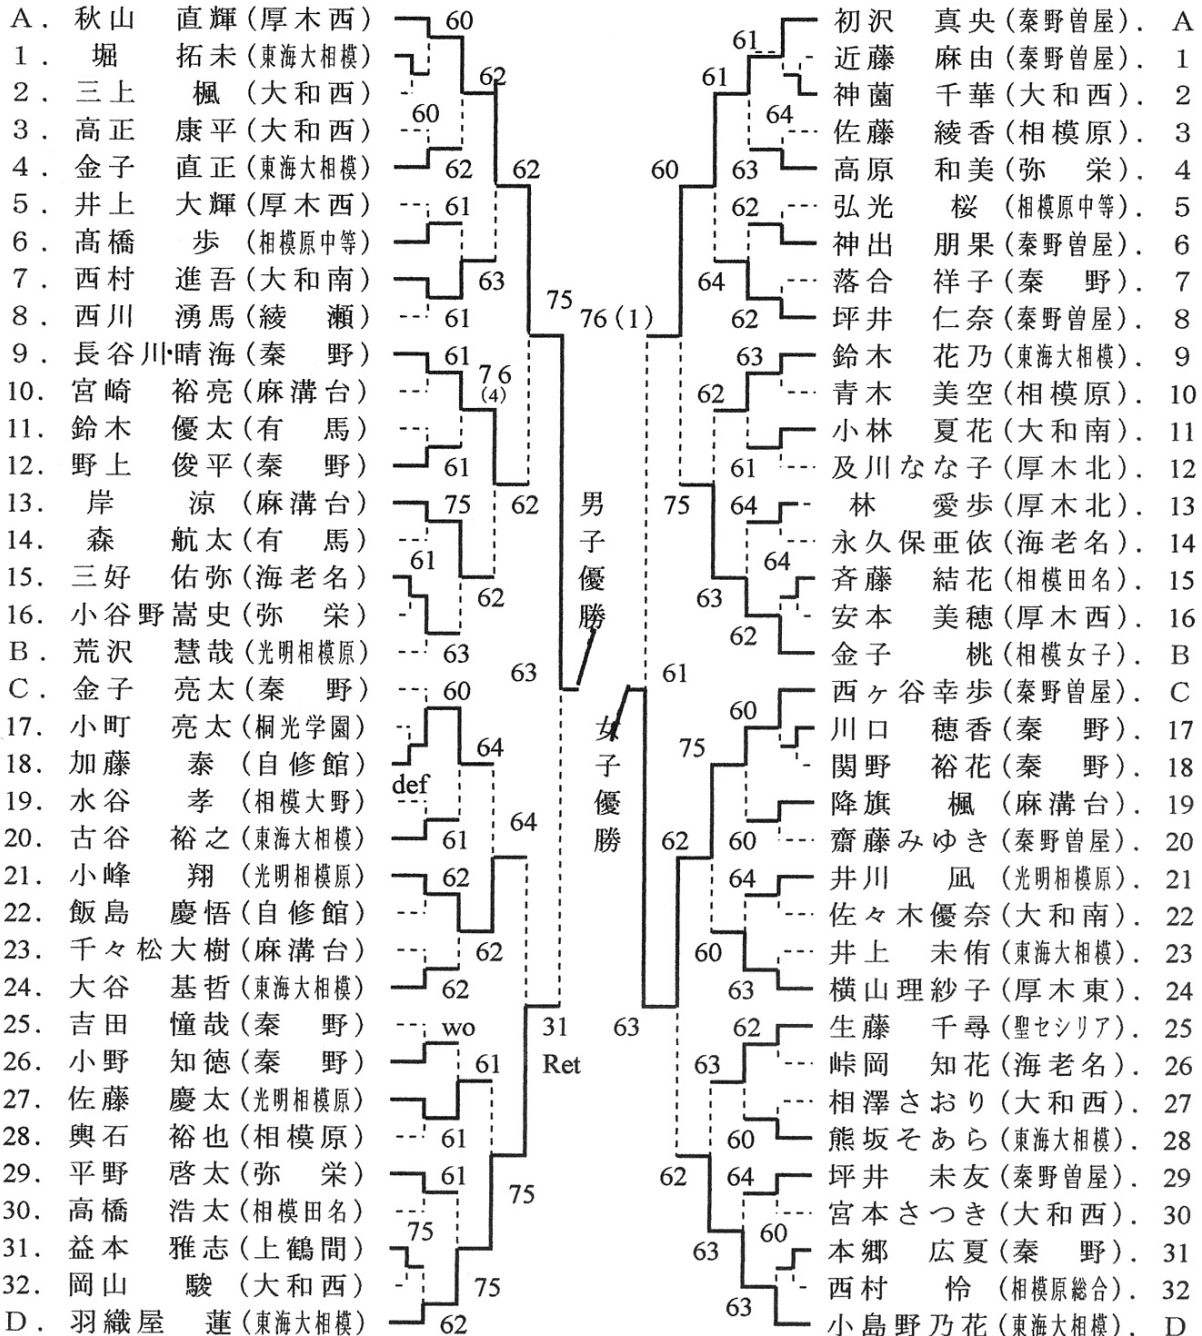 A. 秋山 直輝(厚木西) 60 初沢 真央(秦野曽屋). A
1. 堀 拓未(東海大相模) 61 近藤 麻由(秦野曽屋). 1
2. 三上 楓(大和西) 62 61 神薗 千華(大和西). 2
3. 高正 康平(大和西) 60 64 佐藤 綾香(相模原). 3
4. 金子 直正(東海大相模) 62 62 60 63 高原 和美(弥 栄). 4
5. 井上 大輝(厚木西) 61 62 弘光 桜(相模原中等). 5
6. 髙橋 歩(相模原中等) 神出 朋果(秦野曽屋). 6
7. 西村 進吾(大和南) 63 75 64 落合 祥子(秦 野). 7
8. 西川 湧馬(綾 瀬) 61 76(1) 62 坪井 仁奈(秦野曽屋). 8
9. 長谷川晴海(秦 野) 61 63 鈴木 花乃(東海大相模). 9
10. 宮崎 裕亮(麻溝台) 76(4) 62 青木 美空(相模原). 10
11. 鈴木 優太(有 馬) 小林 夏花(大和南). 11
12. 野上 俊平(秦 野) 61 61 及川なな子(厚木北). 12
13. 岸 涼(麻溝台) 75 62 男 75 64 林 愛歩(厚木北). 13
14. 森 航太(有 馬) 61 子 64 永久保亜依(海老名). 14
15. 三好 佑弥(海老名) 62 優 63 斉藤 結花(相模田名). 15
16. 小谷野嵩史(弥 栄) 勝 62 安本 美穂(厚木西). 16
B. 荒沢 慧哉(光明相模原) 63 63 61 金子 桃(相模女子). B
C. 金子 亮太(秦 野) 60 60 西ヶ谷幸歩(秦野曽屋). C
17. 小町 亮太(桐光学園) 女 川口 穂香(秦 野). 17
18. 加藤 泰(自修館) def 64 子 75 関野 裕花(秦 野). 18
19. 水谷 孝(相模大野) 64 優 降旗 楓(麻溝台). 19
20. 古谷 裕之(東海大相模) 61 勝 62 60 齋藤みゆき(秦野曽屋). 20
21. 小峰 翔(光明相模原) 62 64 井川 凪(光明相模原). 21
22. 飯島 慶悟(自修館) 佐々木優奈(大和南). 22
23. 千々松大樹(麻溝台) 62 60 井上 未侑(東海大相模). 23
24. 大谷 基哲(東海大相模) 62 63 横山理紗子(厚木東). 24
25. 吉田 憧哉(秦 野) wo 31 63 62 生藤 千尋(聖セシリア). 25
26. 小野 知徳(秦 野) 61 Ret 63 峠岡 知花(海老名). 26
27. 佐藤 慶太(光明相模原) 相澤さおり(大和西). 27
28. 輿石 裕也(相模原) 61 60 熊坂そあら(東海大相模). 28
29. 平野 啓太(弥 栄) 61 75 62 64 坪井 未友(秦野曽屋). 29
30. 高橋 浩太(相模田名) 75 60 宮本さつき(大和西). 30
31. 益本 雅志(上鶴間) 63 本郷 広夏(秦 野). 31
32. 岡山 駿(大和西) 75 63 西村 怜(相模原総合). 32
D. 羽織屋 蓮(東海大相模) 62 小島野乃花(東海大相模). D